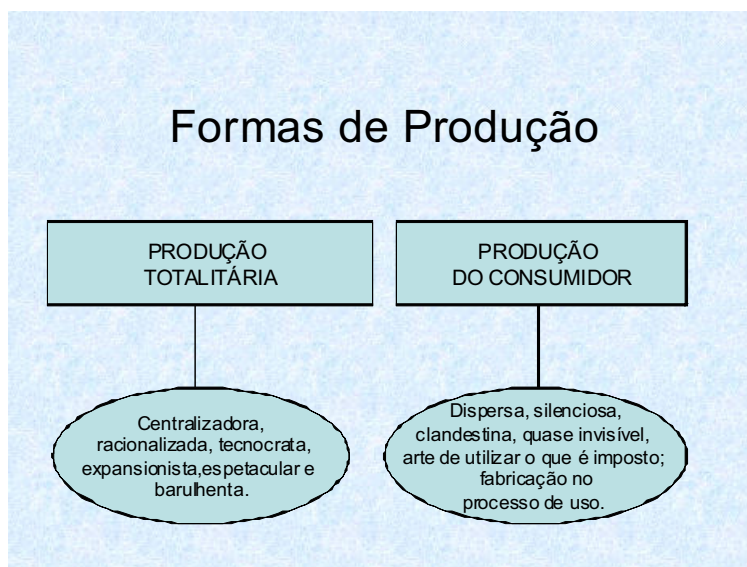 Formas de Produção
PRODUÇÃO
TOTALITÁRIA
Centralizadora,
racionalizada, tecnocrata,
expansionista,espetacular e
barulhenta.
PRODUÇÃO
DO CONSUMIDOR
Dispersa, silenciosa,
clandestina, quase invisível,
arte de utilizar o que é imposto;
fabricação no
processo de uso.